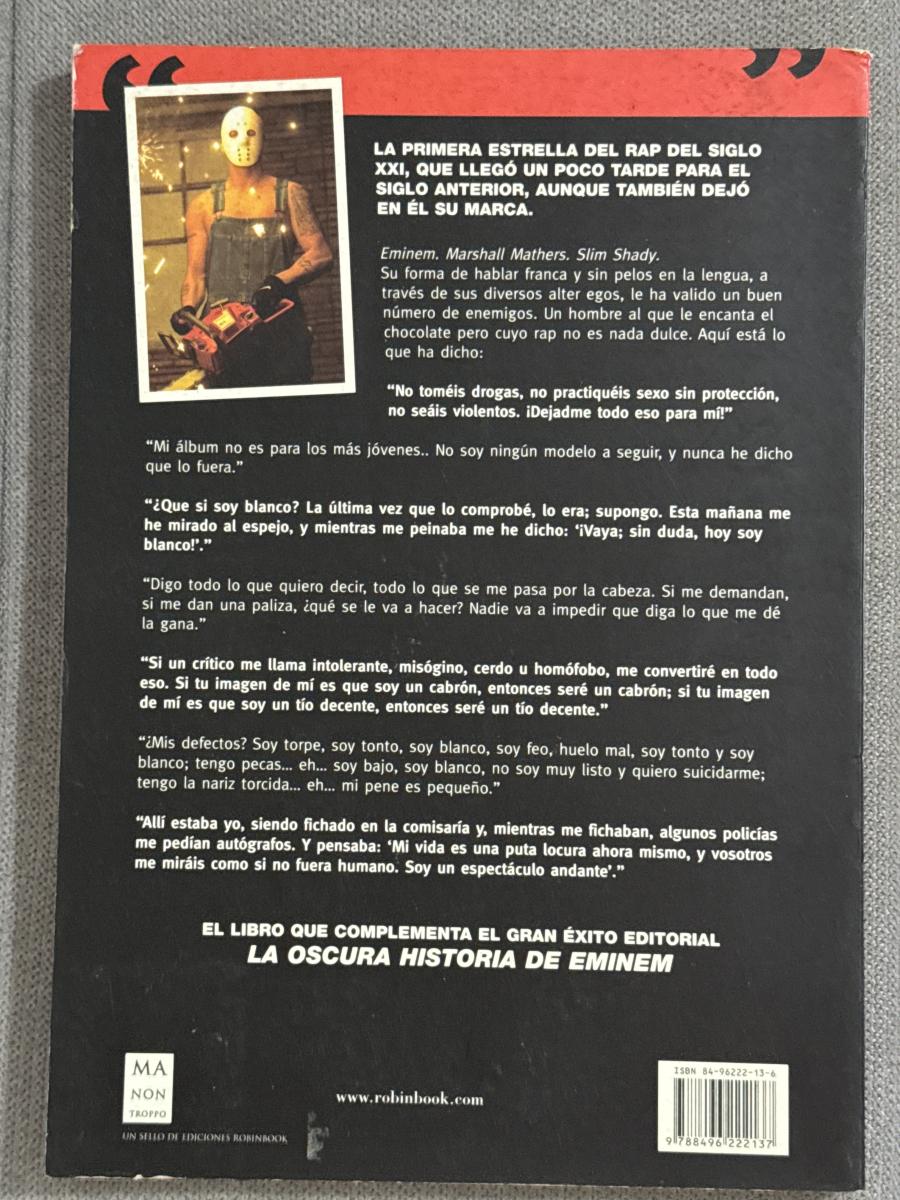 “ ”
LA PRIMERA ESTRELLA DEL RAP DEL SIGLO
XXI, QUE LLEGÓ UN POCO TARDE PARA EL
SIGLO ANTERIOR, AUNQUE TAMBIÉN DEJÓ
EN ÉL SU MARCA.
Eminem. Marshall Mathers. Slim Shady.
Su forma de hablar franca y sin pelos en la lengua, a
través de sus diversos alter egos, le ha valido un buen
número de enemigos. Un hombre al que le encanta el
chocolate pero cuyo rap no es nada dulce. Aquí está lo
que ha dicho:
“No toméis drogas, no practiquéis sexo sin protección,
no seáis violentos. ¡Dejadme todo eso para mí!”
“Mi álbum no es para los más jóvenes.. No soy ningún modelo a seguir, y nunca he dicho
que lo fuera.”
“¿Que si soy blanco? La última vez que lo comprobé, lo era; supongo. Esta mañana me
he mirado al espejo, y mientras me peinaba me he dicho: ‘¡Vaya; sin duda, hoy soy
blanco!’.”
“Digo todo lo que quiero decir, todo lo que se me pasa por la cabeza. Si me demandan,
si me dan una paliza, ¿qué se le va a hacer? Nadie va a impedir que diga lo que me dé
la gana.”
“Si un crítico me llama intolerante, misógino, cerdo u homófobo, me convertiré en todo
eso. Si tu imagen de mí es que soy un cabrón, entonces seré un cabrón; si tu imagen
de mí es que soy un tío decente, entonces seré un tío decente.”
“¿Mis defectos? Soy torpe, soy tonto, soy blanco, soy feo, huelo mal, soy tonto y soy
blanco; tengo pecas... eh... soy bajo, soy blanco, no soy muy listo y quiero suicidarme;
tengo la nariz torcida... eh... mi pene es pequeño.”
“Allí estaba yo, siendo fichado en la comisaría y, mientras me fichaban, algunos policías
me pedían autógrafos. Y pensaba: ‘Mi vida es una puta locura ahora mismo, y vosotros
me miráis como si no fuera humano. Soy un espectáculo andante’.”
EL LIBRO QUE COMPLEMENTA EL GRAN ÉXITO EDITORIAL
LA OSCURA HISTORIA DE EMINEM
MA
NON
TROPPO
UN SELLO DE EDICIONES ROBINBOOK
www.robinbook.com
ISBN 84-96222-13-6
9 788496 222137